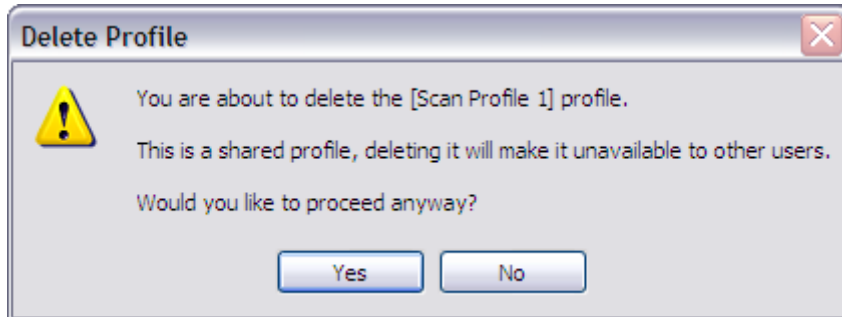 Delete Profile
You are about to delete the [Scan Profile 1] profile.
This is a shared profile, deleting it will make it unavailable to other users.
Would you like to proceed anyway?
Yes No